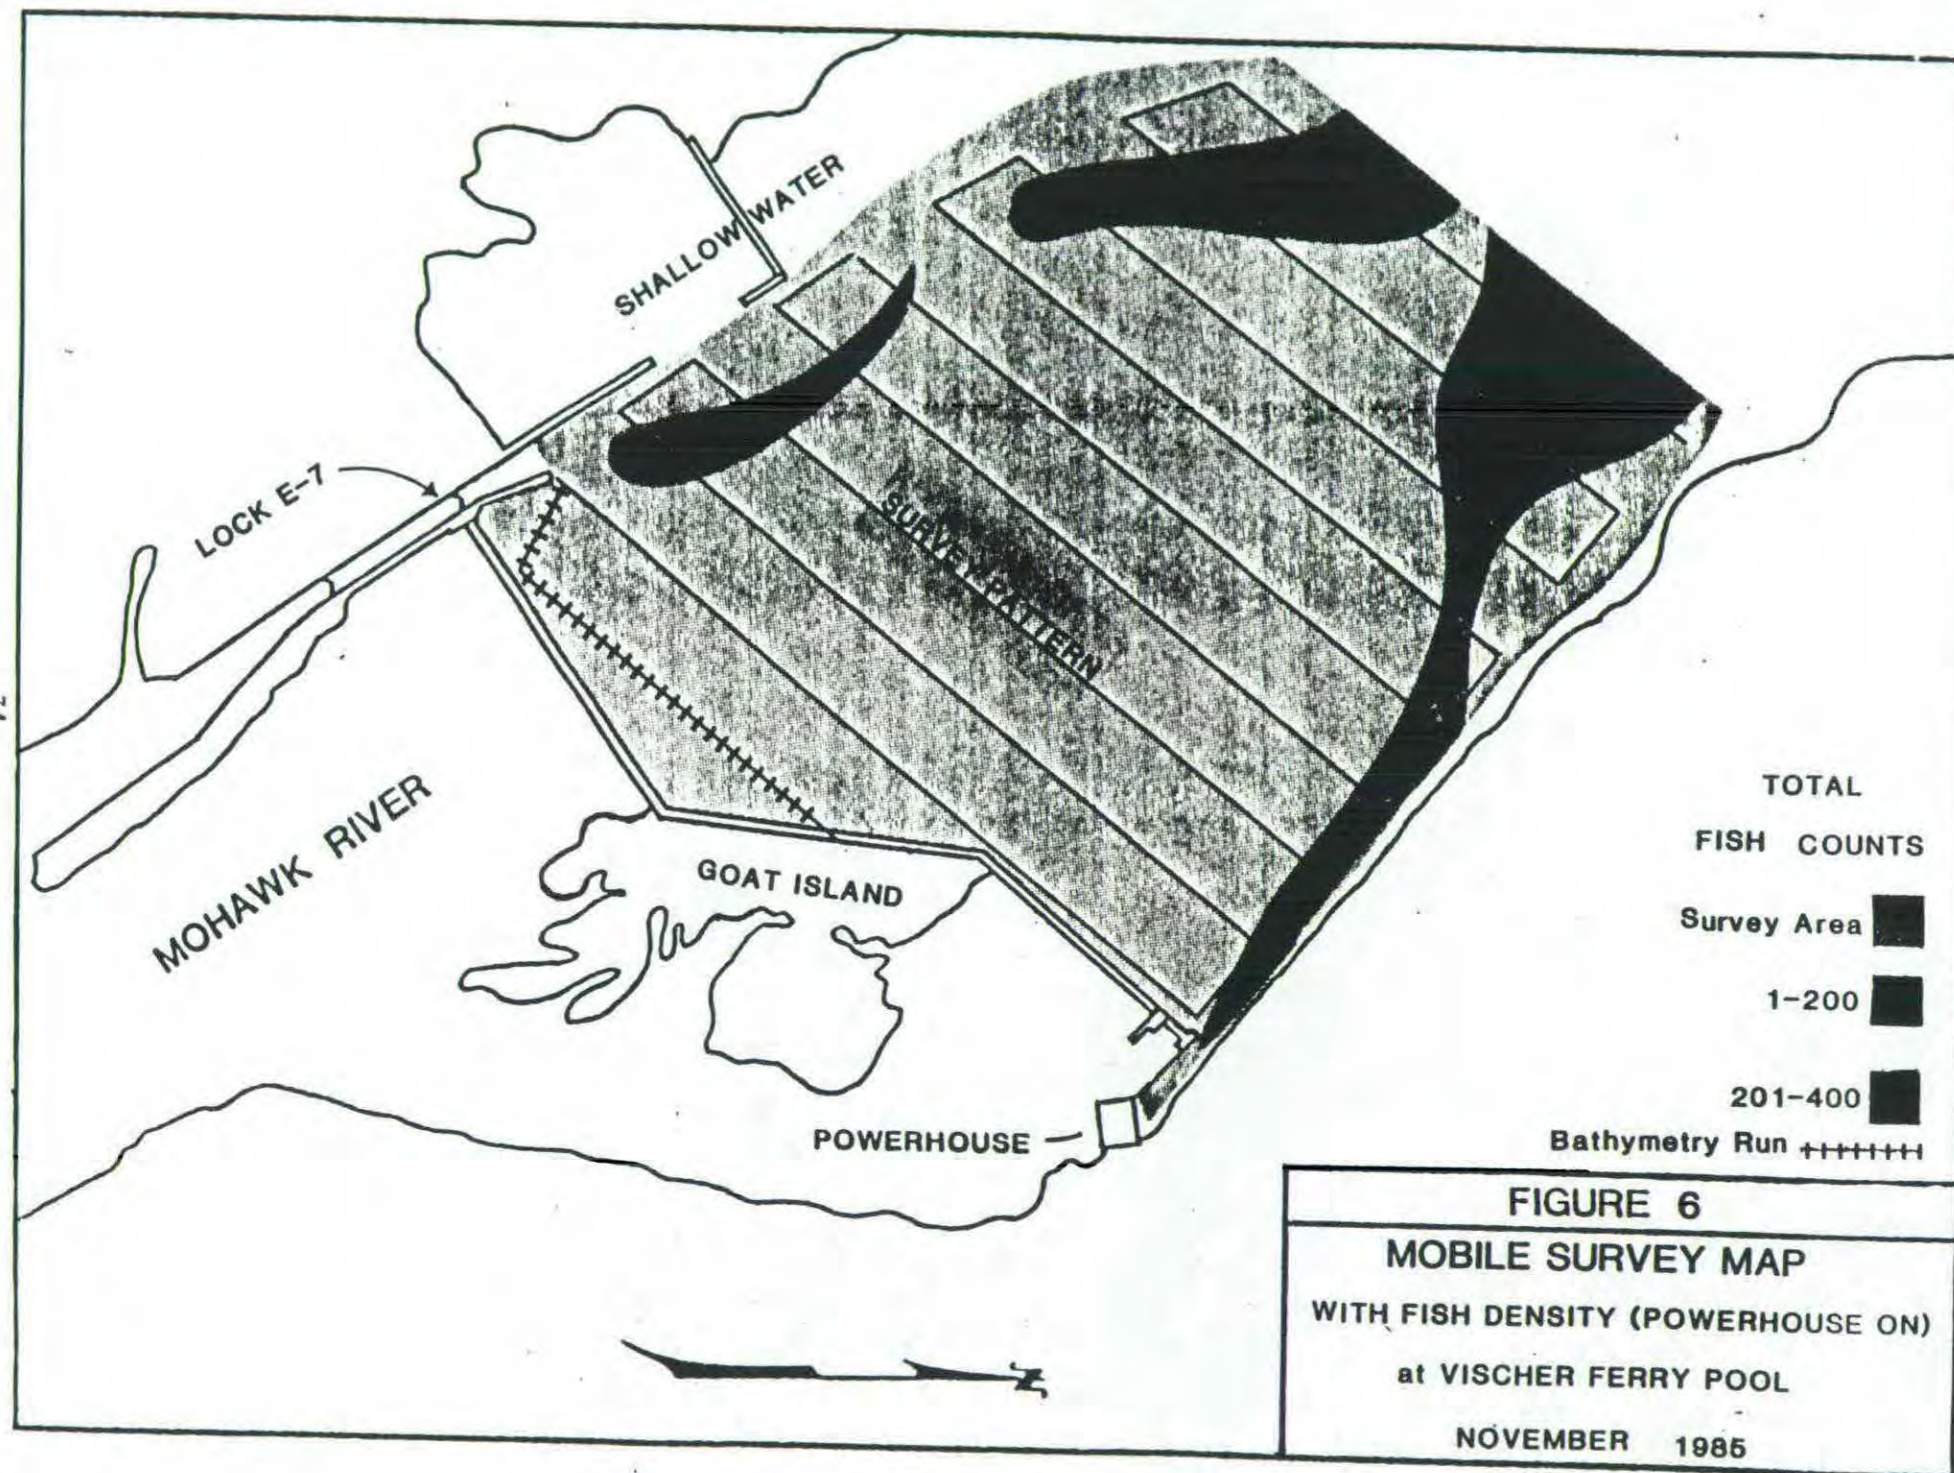 SHALLOW WATER
LOCK E-7
SURVEY PATTERN
MOHAWK RIVER
GOAT ISLAND
POWERHOUSE
TOTAL
FISH COUNTS
Survey Area
1-200
201-400
Bathymetry Run
FIGURE 6
MOBILE SURVEY MAP
WITH FISH DENSITY (POWERHOUSE ON)
at VISCHER FERRY POOL
NOVEMBER 1985
N